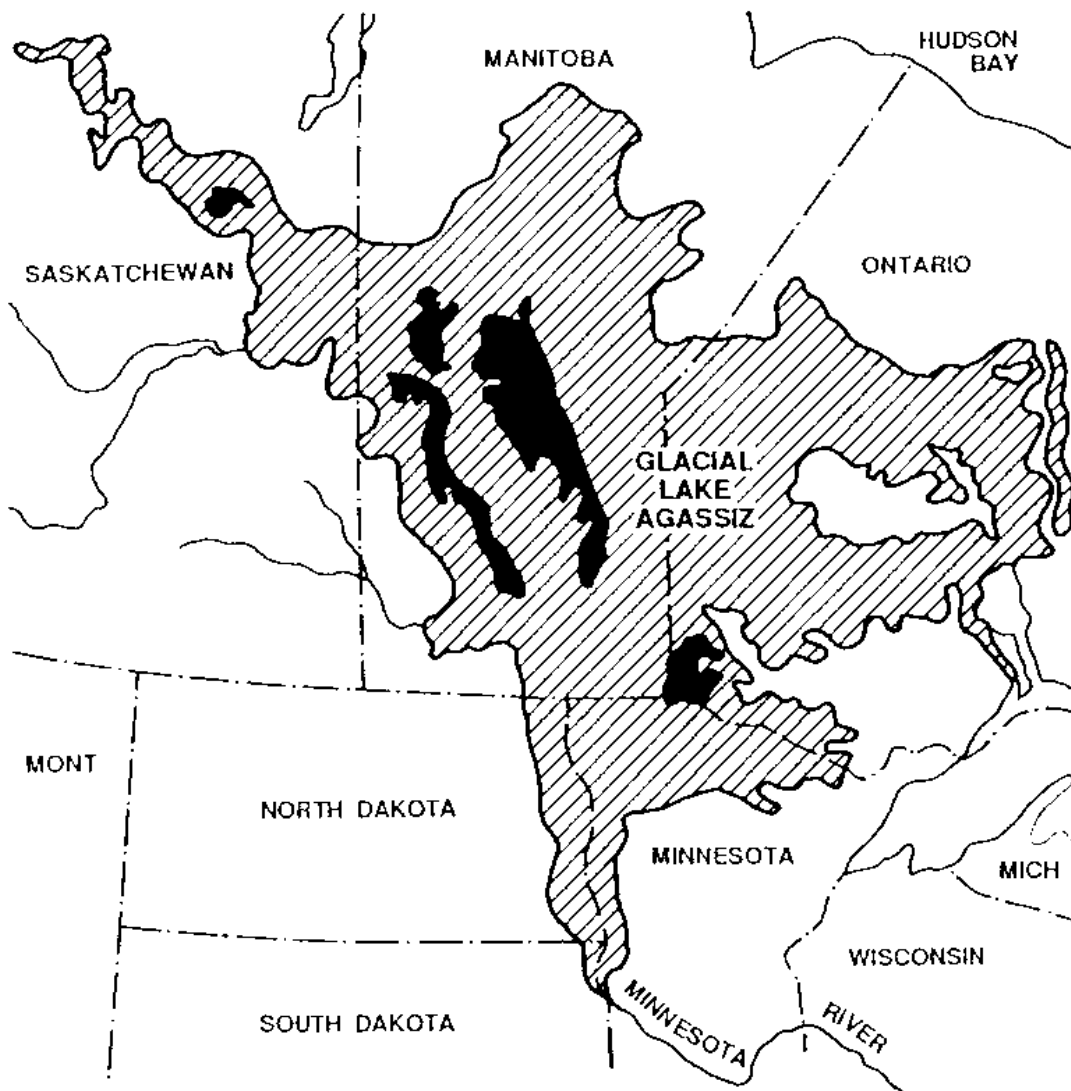 HUDSON
BAY
MANITOBA
SASKATCHEWAN
ONTARIO
GLACIAL
LAKE
AGASSIZ
MONT
NORTH DAKOTA
MINNESOTA
MICH
WISCONSIN
SOUTH DAKOTA
MINNESOTA
RIVER